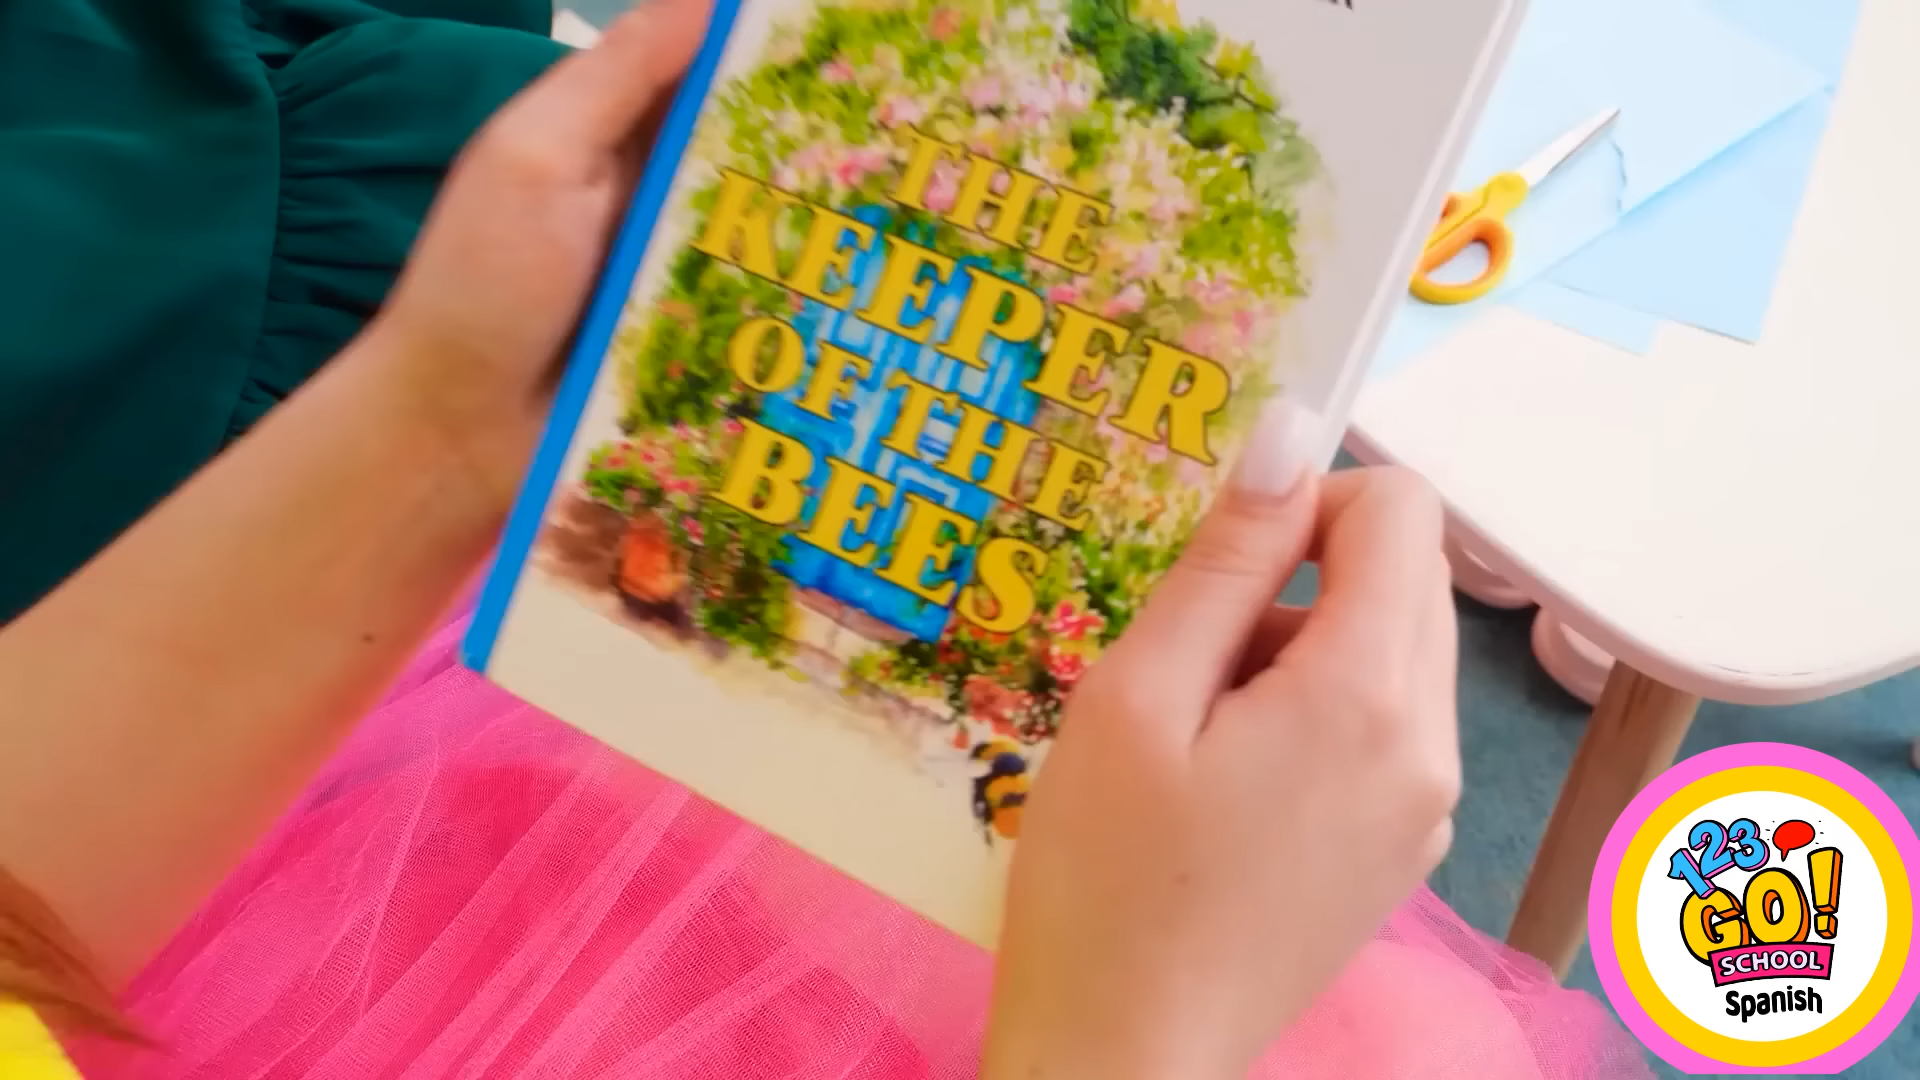 THE
KEEPER
OF THE
BEES
123
GO!
SCHOOL
Spanish